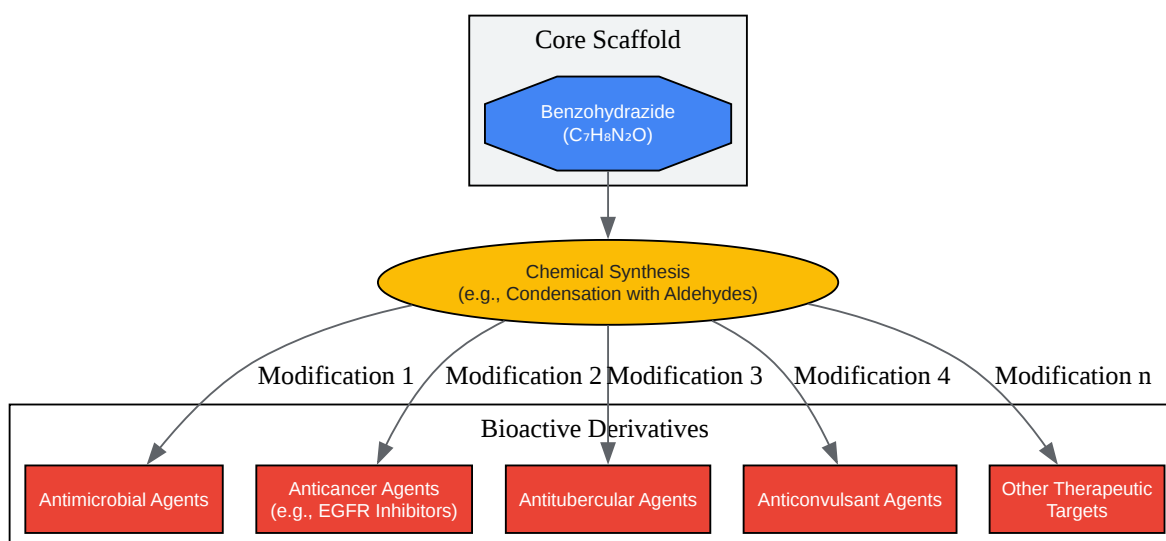 Core Scaffold
Benzohydrazide
(C₇H₈N₂O)
Chemical Synthesis
(e.g., Condensation with Aldehydes)
Modification 1
Modification 2
Modification 3
Modification 4
Modification n
Bioactive Derivatives
Antimicrobial Agents
Anticancer Agents
(e.g., EGFR Inhibitors)
Antitubercular Agents
Anticonvulsant Agents
Other Therapeutic
Targets